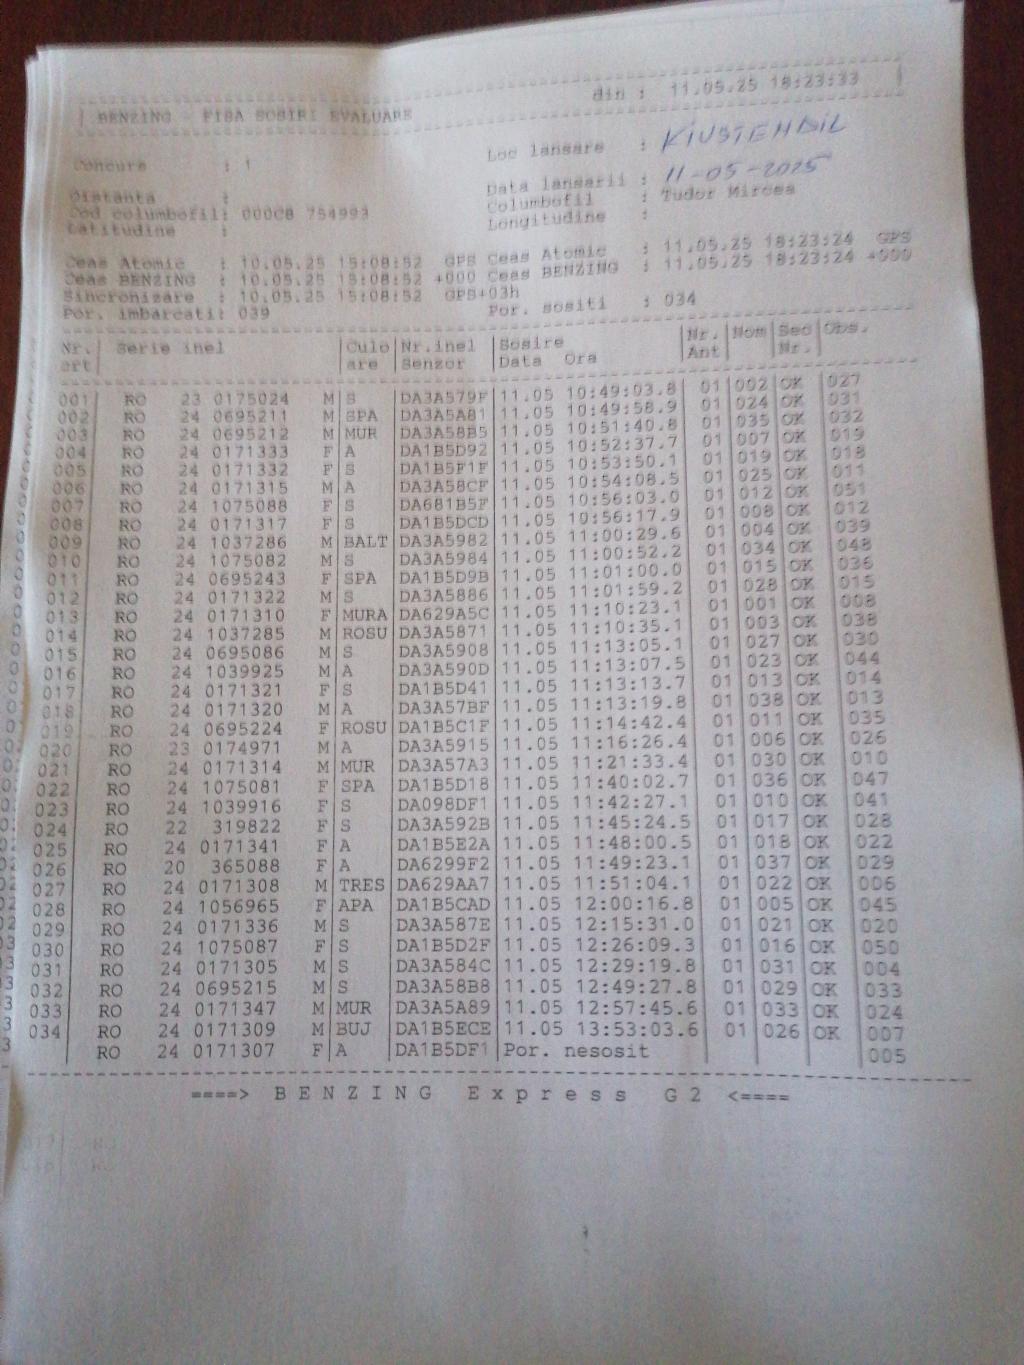 din : 11.05.25 18:23:33
BENZING - FISA SOSIRI EVALUARE
Concurs : 1 Loc lansare : KIUSTENDIL
Data lansarii : 11-05-2025
Distanta : Columbofil : Tudor Mircea
Cod columbofil: 000C8 754993 Longitudine :
Latitudine :
Ceas Atomic : 10.05.25 15:08:52 GPS Ceas Atomic : 11.05.25 18:23:24 GPS
Ceas BENZING : 10.05.25 15:08:52 +000 Ceas BENZING : 11.05.25 18:23:24 +000
Sincronizare : 10.05.25 15:08:52 GPS+03h
Por. imbarcati: 039 Por. sositi : 034
Nr. Serie inel Culo Nr.inel Sosire Nr. Nom Sec Obs.
crt are Senzor Data Ora Ant Nr.
001 RO 23 0175024 M S DA3A579F 11.05 10:49:03.8 01 002 OK 027
002 RO 24 0695211 M SPA DA3A5A81 11.05 10:49:58.9 01 024 OK 031
003 RO 24 0695212 M MUR DA3A58B5 11.05 10:51:40.8 01 035 OK 032
004 RO 24 0171333 F A DA1B5D92 11.05 10:52:37.7 01 007 OK 019
005 RO 24 0171332 F S DA1B5F1F 11.05 10:53:50.1 01 019 OK 018
006 RO 24 0171315 M A DA3A58CF 11.05 10:54:08.5 01 025 OK 011
007 RO 24 1075088 F S DA681B5F 11.05 10:56:03.0 01 012 OK 051
008 RO 24 0171317 F S DA1B5DCD 11.05 10:56:17.9 01 008 OK 012
009 RO 24 1037286 M BALT DA3A5982 11.05 11:00:29.6 01 004 OK 039
010 RO 24 1075082 M S DA3A5984 11.05 11:00:52.2 01 034 OK 048
011 RO 24 0695243 F SPA DA1B5D9B 11.05 11:01:00.0 01 015 OK 036
012 RO 24 0171322 M S DA3A5886 11.05 11:01:59.2 01 028 OK 015
013 RO 24 0171310 F MURA DA629A5C 11.05 11:10:23.1 01 001 OK 008
014 RO 24 1037285 M ROSU DA3A5871 11.05 11:10:35.1 01 003 OK 038
015 RO 24 0695086 M S DA3A5908 11.05 11:13:05.1 01 027 OK 030
016 RO 24 1039925 M A DA3A590D 11.05 11:13:07.5 01 023 OK 044
017 RO 24 0171321 F S DA1B5D41 11.05 11:13:13.7 01 013 OK 014
018 RO 24 0171320 M A DA3A57BF 11.05 11:13:19.8 01 038 OK 013
019 RO 24 0695224 F ROSU DA1B5C1F 11.05 11:14:42.4 01 011 OK 035
020 RO 23 0174971 M A DA3A5915 11.05 11:16:26.4 01 006 OK 026
021 RO 24 0171314 M MUR DA3A57A3 11.05 11:21:33.4 01 030 OK 010
022 RO 24 1075081 F SPA DA1B5D18 11.05 11:40:02.7 01 036 OK 047
023 RO 24 1039916 F S DA098DF1 11.05 11:42:27.1 01 010 OK 041
024 RO 22 319822 F S DA3A592B 11.05 11:45:24.5 01 017 OK 028
025 RO 24 0171341 F A DA1B5E2A 11.05 11:48:00.5 01 018 OK 022
026 RO 20 365088 F A DA6299F2 11.05 11:49:23.1 01 037 OK 029
027 RO 24 0171308 M TRES DA629AA7 11.05 11:51:04.1 01 022 OK 006
028 RO 24 1056965 F APA DA1B5CAD 11.05 12:00:16.8 01 005 OK 045
029 RO 24 0171336 M S DA3A587E 11.05 12:15:31.0 01 021 OK 020
030 RO 24 1075087 F S DA1B5D2F 11.05 12:26:09.3 01 016 OK 050
031 RO 24 0171305 M S DA3A584C 11.05 12:29:19.8 01 031 OK 004
032 RO 24 0695215 M S DA3A58B8 11.05 12:49:27.8 01 029 OK 033
033 RO 24 0171347 M MUR DA3A5A89 11.05 12:57:45.6 01 033 OK 024
034 RO 24 0171309 M BUJ DA1B5ECE 11.05 13:53:03.6 01 026 OK 007
RO 24 0171307 F A DA1B5DF1 Por. nesosit 005
====> BENZING Express G2 <====